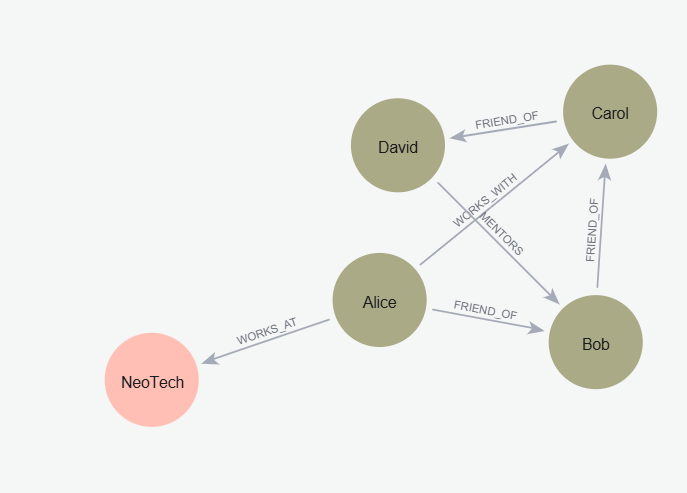 Carol
FRIEND_OF
David
WORKS_WITH
MENTORS
FRIEND_OF
Alice
FRIEND_OF
WORKS_AT
Bob
NeoTech